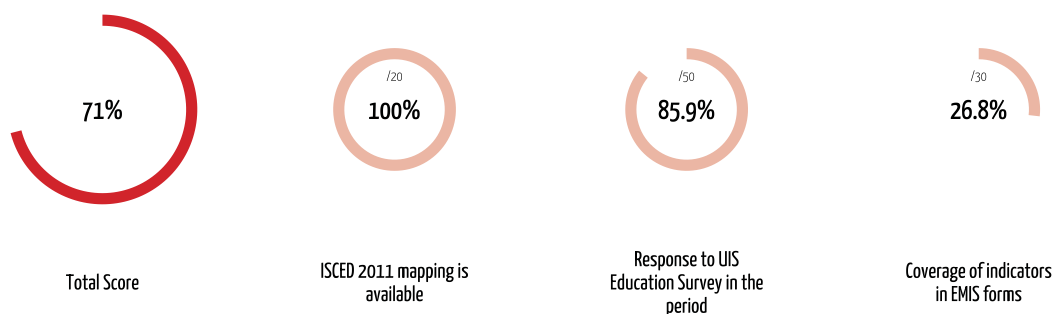 71%
Total Score
/20
100%
ISCED 2011 mapping is
available
/50
85.9%
Response to UIS
Education Survey in the
period
/30
26.8%
Coverage of indicators
in EMIS forms